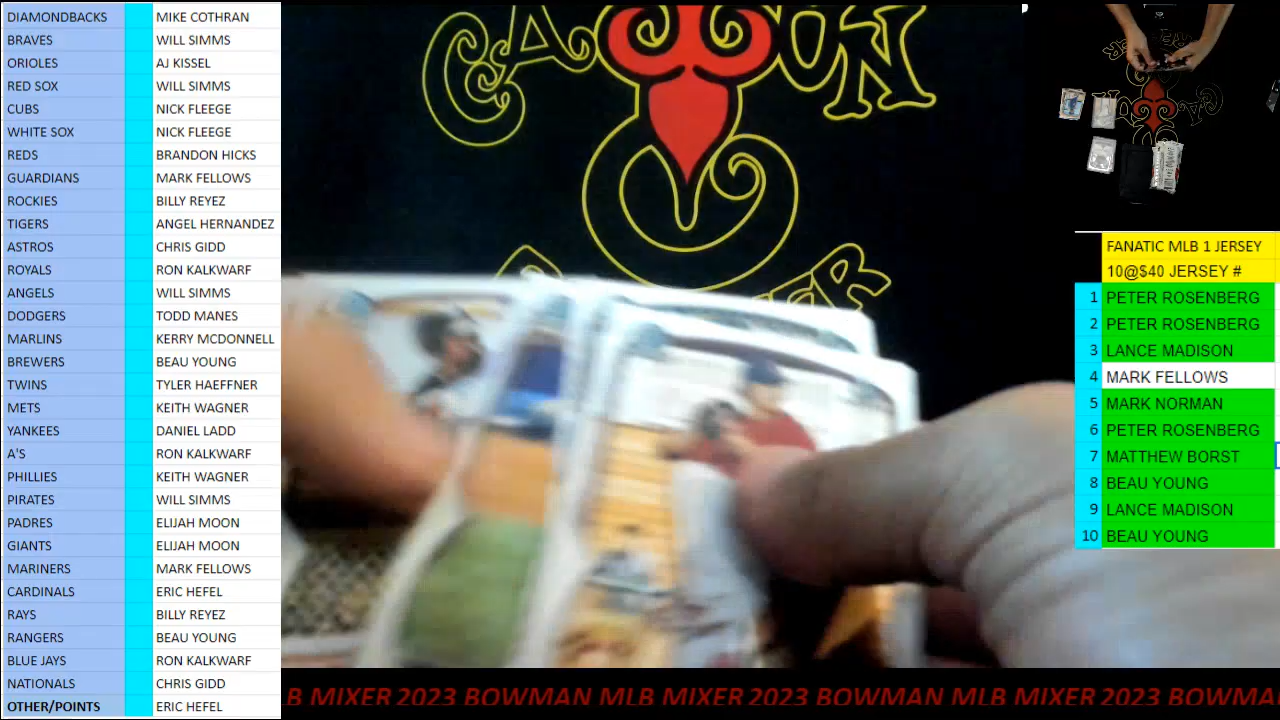 DIAMONDBACKS MIKE COTHRAN
BRAVES WILL SIMMS
ORIOLES AJ KISSEL
RED SOX WILL SIMMS
CUBS NICK FLEEGE
WHITE SOX NICK FLEEGE
REDS BRANDON HICKS
GUARDIANS MARK FELLOWS
ROCKIES BILLY REYEZ
TIGERS ANGEL HERNANDEZ
ASTROS CHRIS GIDD
ROYALS RON KALKWARF
ANGELS WILL SIMMS
DODGERS TODD MANES
MARLINS KERRY MCDONNELL
BREWERS BEAU YOUNG
TWINS TYLER HAEFFNER
METS KEITH WAGNER
YANKEES DANIEL LADD
A'S RON KALKWARF
PHILLIES KEITH WAGNER
PIRATES WILL SIMMS
PADRES ELIJAH MOON
GIANTS ELIJAH MOON
MARINERS MARK FELLOWS
CARDINALS ERIC HEFEL
RAYS BILLY REYEZ
RANGERS BEAU YOUNG
BLUE JAYS RON KALKWARF
NATIONALS CHRIS GIDD
OTHER/POINTS ERIC HEFEL
FANATIC MLB 1 JERSEY
10@$40 JERSEY #
1 PETER ROSENBERG
2 PETER ROSENBERG
3 LANCE MADISON
4 MARK FELLOWS
5 MARK NORMAN
6 PETER ROSENBERG
7 MATTHEW BORST
8 BEAU YOUNG
9 LANCE MADISON
10 BEAU YOUNG
B MIXER 2023 BOWMAN MLB MIXER 2023 BOWMAN MLB MIXER 2023 BOWMA